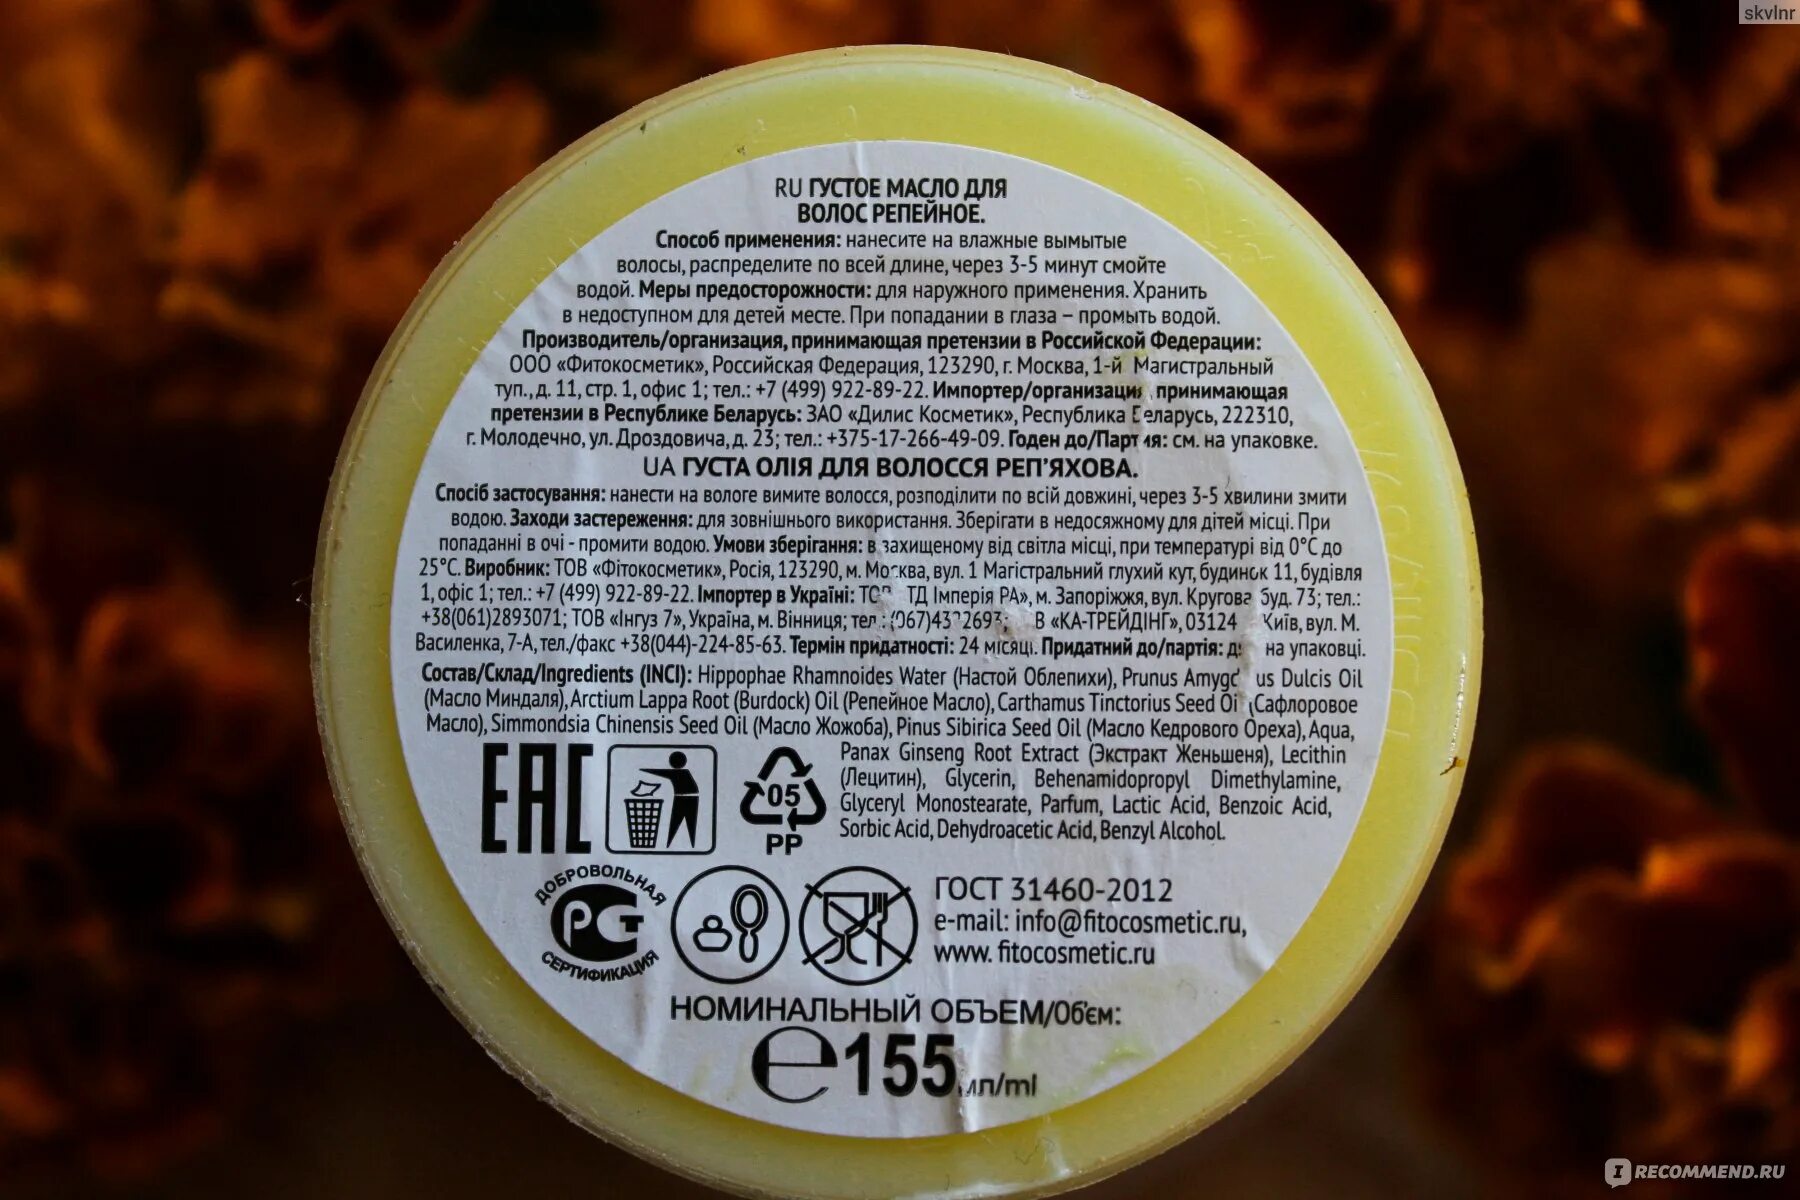 skvlnr
RU ГУСТОЕ МАСЛО ДЛЯ
ВОЛОС РЕПЕЙНОЕ.
Способ применения: нанесите на влажные вымытые
волосы, распределите по всей длине, через 3-5 минут смойте
водой. Меры предосторожности: для наружного применения. Хранить
в недоступном для детей месте. При попадании в глаза – промыть водой.
Производитель/организация, принимающая претензии в Российской Федерации:
ООО «Фитокосметик», Российская Федерация, 123290, г. Москва, 1-й Магистральный
туп., д. 11, стр. 1, офис 1; тел.: +7 (499) 922-89-22. Импортер/организация, принимающая
претензии в Республике Беларусь: ЗАО «Дилис Косметик», Республика Беларусь, 222310,
г. Молодечно, ул. Дроздовича, д. 23; тел.: +375-17-266-49-09. Годен до/Партия: см. на упаковке.
UA ГУСТА ОЛІЯ ДЛЯ ВОЛОССЯ РЕП'ЯХОВА.
Спосіб застосування: нанести на вологе вимите волосся, розподілити по всій довжині, через 3-5 хвилини змити
водою. Заходи застереження: для зовнішнього використання. Зберігати в недосяжному для дітей місці. При
попаданні в очі - промити водою. Умови зберігання: в захищеному від світла місці, при температурі від 0°C до
25°C. Виробник: ТОВ «Фітокосметик», Росія, 123290, м. Москва, вул. 1 Магістральний глухий кут, будинок 11, будівля
1, офіс 1; тел.: +7 (499) 922-89-22. Імпортер в Україні: ТОВ ТД Імперія РА», м. Запоріжжя, вул. Кругова буд. 73; тел.:
+38(061)2893071; ТОВ «Інгуз 7», Україна, м. Вінниця; тел.: «КА-ТРЕЙДІНГ», 03124 Київ, вул. М.
Василенка, 7-А, тел./факс +38(044)-224-85-63. Термін придатності: 24 місяці. Придатний до/партія: на упаковці.
Состав/Склад/Ingredients (INCI): Hippophae Rhamnoides Water (Настой Облепихи), Prunus Amygdalus Dulcis Oil
(Масло Миндаля), Arctium Lappa Root (Burdock) Oil (Репейное Масло), Carthamus Tinctorius Seed Oil (Сафлоровое
Масло), Simmondsia Chinensis Seed Oil (Масло Жожоба), Pinus Sibirica Seed Oil (Масло Кедрового Ореха), Aqua,
Panax Ginseng Root Extract (Экстракт Женьшеня), Lecithin
(Лецитин), Glycerin, Behenamidopropyl Dimethylamine,
Glyceryl Monostearate, Parfum, Lactic Acid, Benzoic Acid,
Sorbic Acid, Dehydroacetic Acid, Benzyl Alcohol.
EAC
05
PP
ДОБРОВОЛЬНАЯ
РСТ
СЕРТИФИКАЦИЯ
ГОСТ 31460-2012
e-mail: info@fitocosmetic.ru,
www. fitocosmetic.ru
НОМИНАЛЬНЫЙ ОБЪЕМ/Об'єм:
℮155 мл/ml
IRECOMMEND.RU